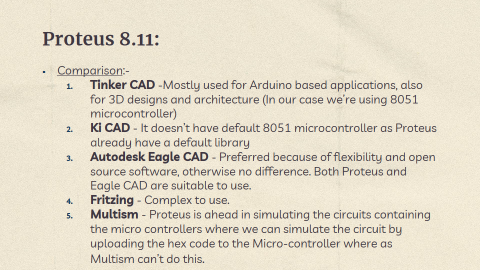 Proteus 8.11:
• Comparison:-
1. Tinker CAD -Mostly used for Arduino based applications, also
for 3D designs and architecture (In our case we're using 8051
microcontroller)
2. Ki CAD - It doesn't have default 8051 microcontroller as Proteus
already have a default library
3. Autodesk Eagle CAD - Preferred because of flexibility and open
source software, otherwise no difference. Both Proteus and
Eagle CAD are suitable to use.
4. Fritzing - Complex to use.
5. Multism - Proteus is ahead in simulating the circuits containing
the micro controllers where we can simulate the circuit by
uploading the hex code to the Micro-controller where as
Multism can't do this.